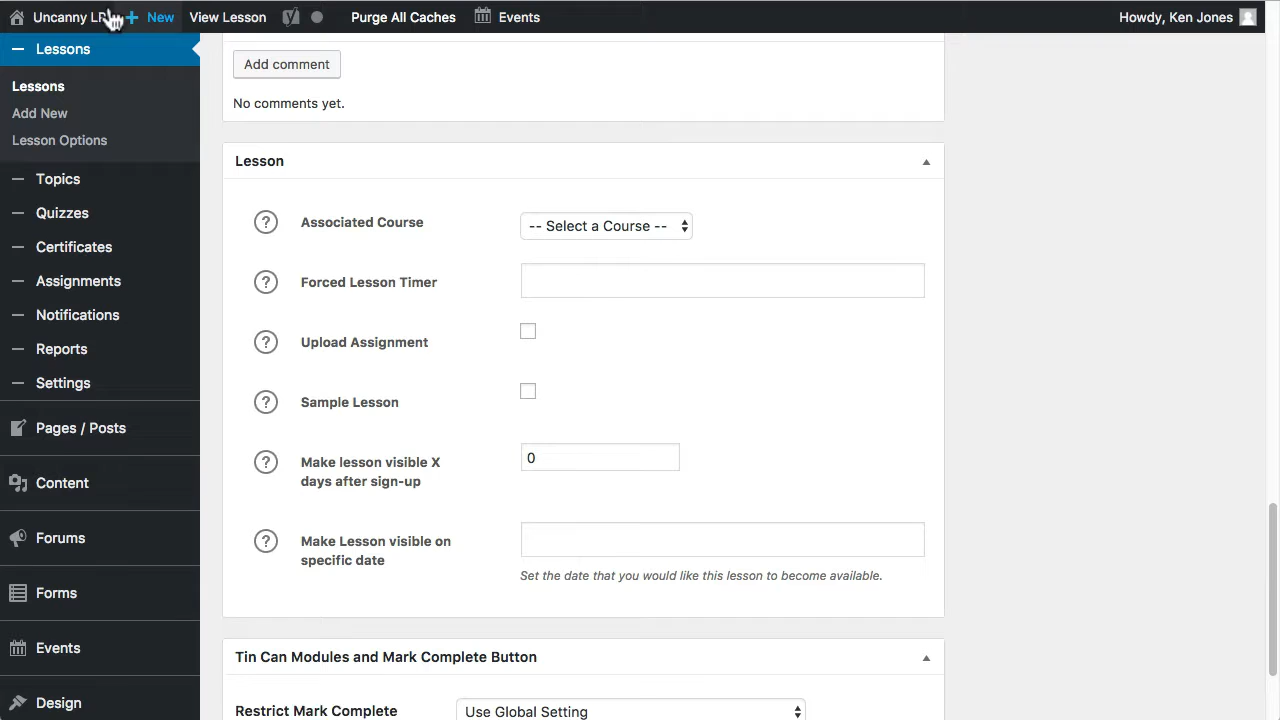 Uncanny LR
+ New
View Lesson
Purge All Caches
Events
Howdy, Ken Jones
Lessons
Lessons
Add New
Lesson Options
Topics
Quizzes
Certificates
Assignments
Notifications
Reports
Settings
Pages / Posts
Content
Forums
Forms
Events
Design
Add comment
No comments yet.
Lesson
? Associated Course
-- Select a Course --
? Forced Lesson Timer
? Upload Assignment
? Sample Lesson
? Make lesson visible X
days after sign-up
0
? Make Lesson visible on
specific date
Set the date that you would like this lesson to become available.
Tin Can Modules and Mark Complete Button
Restrict Mark Complete
Use Global Setting